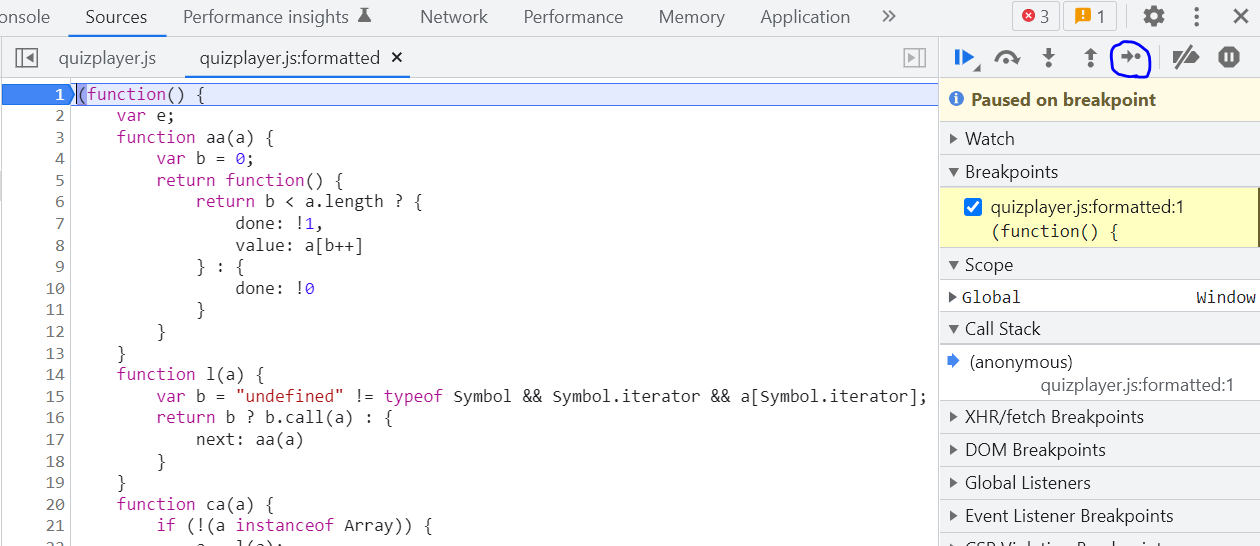 onsole Sources Performance insights Network Performance Memory Application » 3 1
quizplayer.js quizplayer.js:formatted ×
1 (function() {
2 var e;
3 function aa(a) {
4 var b = 0;
5 return function() {
6 return b < a.length ? {
7 done: !1,
8 value: a[b++]
9 } : {
10 done: !0
11 }
12 }
13 }
14 function l(a) {
15 var b = "undefined" != typeof Symbol && Symbol.iterator && a[Symbol.iterator];
16 return b ? b.call(a) : {
17 next: aa(a)
18 }
19 }
20 function ca(a) {
21 if (!(a instanceof Array)) {
Paused on breakpoint
Watch
Breakpoints
quizplayer.js:formatted:1
(function() {
Scope
Global Window
Call Stack
(anonymous)
quizplayer.js:formatted:1
XHR/fetch Breakpoints
DOM Breakpoints
Global Listeners
Event Listener Breakpoints